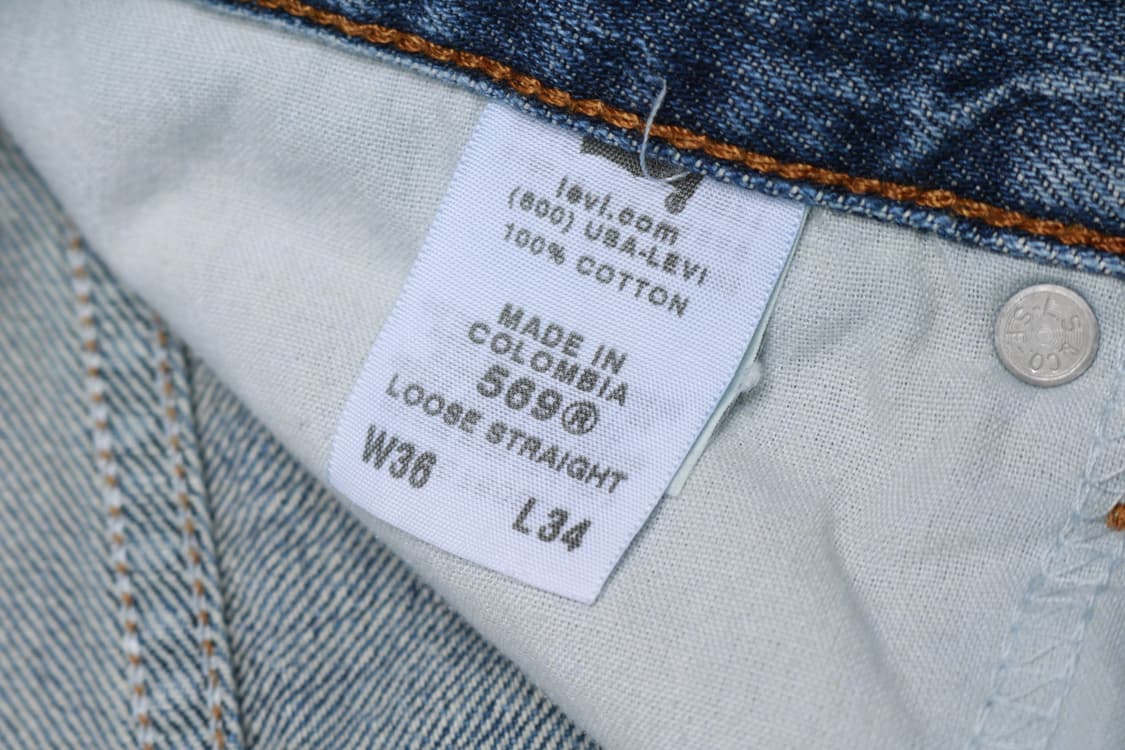 levi.com
(800) USA-LEVI
100% COTTON
MADE IN
COLOMBIA
569®
LOOSE STRAIGHT
W36
L34